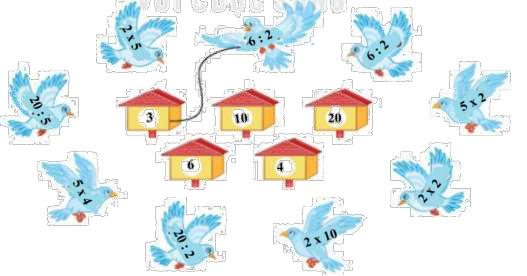 2 x 5
6 : 2
6 : 2
20 : 5
3
10
20
5 x 2
6
4
5 x 4
2 x 2
20 : 2
2 x 10